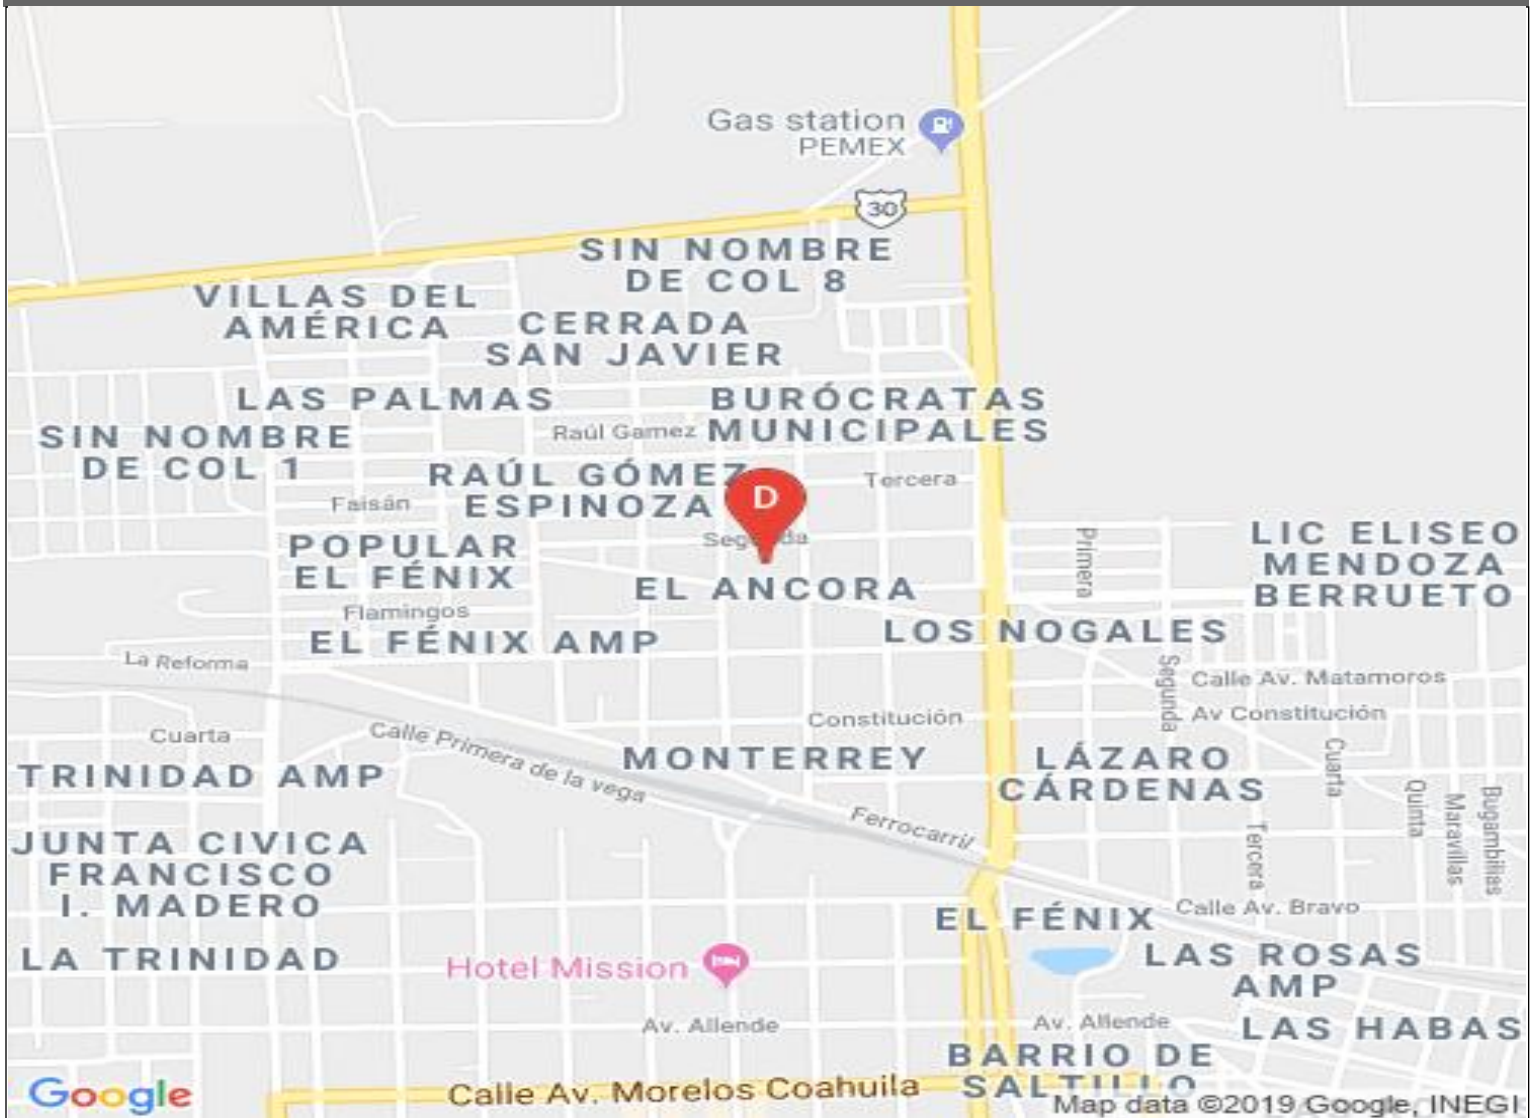 Gas station
PEMEX
30
SIN NOMBRE
DE COL 8
VILLAS DEL
AMÉRICA
CERRADA
SAN JAVIER
LAS PALMAS
BURÓCRATAS
MUNICIPALES
Raúl Gamez
SIN NOMBRE
DE COL 1
RAÚL GÓMEZ
ESPINOZA
D
Tercera
Faisán
POPULAR
EL FÉNIX
Primera
LIC ELISEO
MENDOZA
BERRUETO
EL ANCORA
Flamingos
EL FÉNIX AMP
LOS NOGALES
La Reforma
Segunda
Calle Av. Matamoros
Constitución
Av Constitución
Cuarta
Calle Primera de la vega
MONTERREY
LÁZARO
CÁRDENAS
Cuarta
TRINIDAD AMP
Quinta
Maravillas
Bugambilias
Ferrocarril
Tercera
JUNTA CIVICA
FRANCISCO
I. MADERO
EL FÉNIX
Calle Av. Bravo
LA TRINIDAD
Hotel Mission
LAS ROSAS
AMP
Av. Allende
Av. Allende
LAS HABAS
BARRIO DE
SALTILLO
Google
Calle Av. Morelos Coahuila
Map data ©2019 Google, INEGI